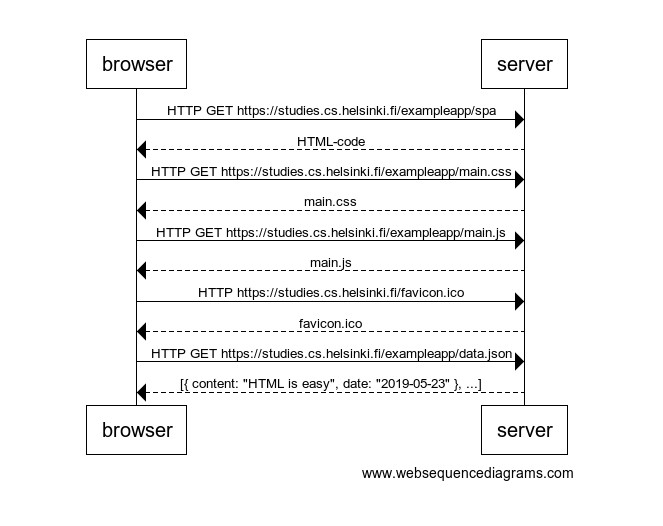 browser server
HTTP GET https://studies.cs.helsinki.fi/exampleapp/spa
HTML-code
HTTP GET https://studies.cs.helsinki.fi/exampleapp/main.css
main.css
HTTP GET https://studies.cs.helsinki.fi/exampleapp/main.js
main.js
HTTP https://studies.cs.helsinki.fi/favicon.ico
favicon.ico
HTTP GET https://studies.cs.helsinki.fi/exampleapp/data.json
[{ content: "HTML is easy", date: "2019-05-23" }, ...]
browser server
www.websequencediagrams.com